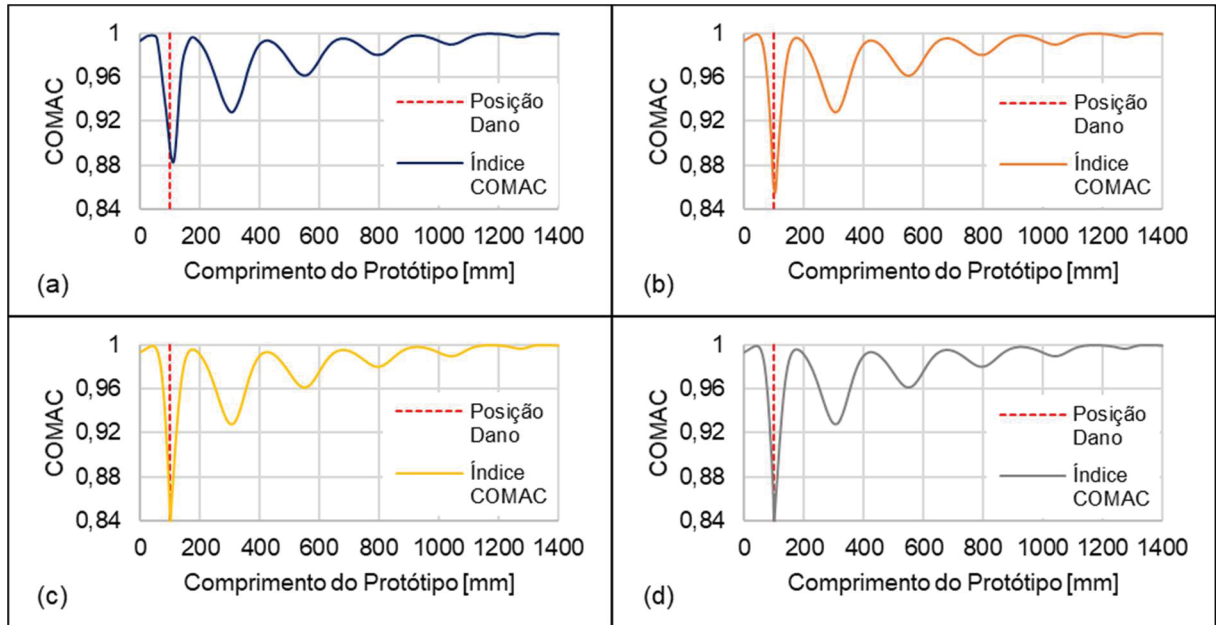 1
0,96
0,92
0,88
0,84
COMAC
0 200 400 600 800 1000 1200 1400
Comprimento do Protótipo [mm]
Posição
Dano
Índice
COMAC
(a)
1
0,96
0,92
0,88
0,84
COMAC
0 200 400 600 800 1000 1200 1400
Comprimento do Protótipo [mm]
Posição
Dano
Índice
COMAC
(b)
1
0,96
0,92
0,88
0,84
COMAC
0 200 400 600 800 1000 1200 1400
Comprimento do Protótipo [mm]
Posição
Dano
Índice
COMAC
(c)
1
0,96
0,92
0,88
0,84
COMAC
0 200 400 600 800 1000 1200 1400
Comprimento do Protótipo [mm]
Posição
Dano
Índice
COMAC
(d)